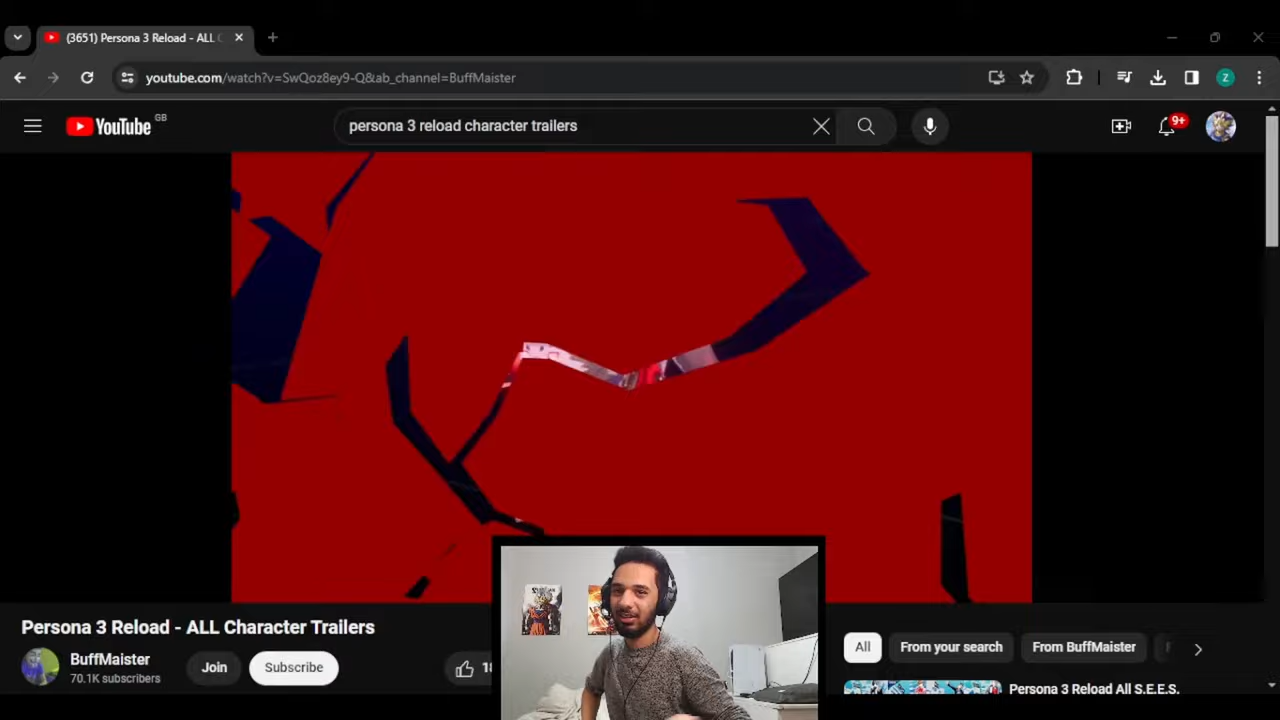 (3651) Persona 3 Reload - ALL C
youtube.com/watch?v=SwQoz8ey9-Q&ab_channel=BuffMaister
Z
YouTube GB
persona 3 reload character trailers
9+
Persona 3 Reload - ALL Character Trailers
BuffMaister
70.1K subscribers
Join
Subscribe
All
From your search
From BuffMaister
Persona 3 Reload All S.E.E.S.